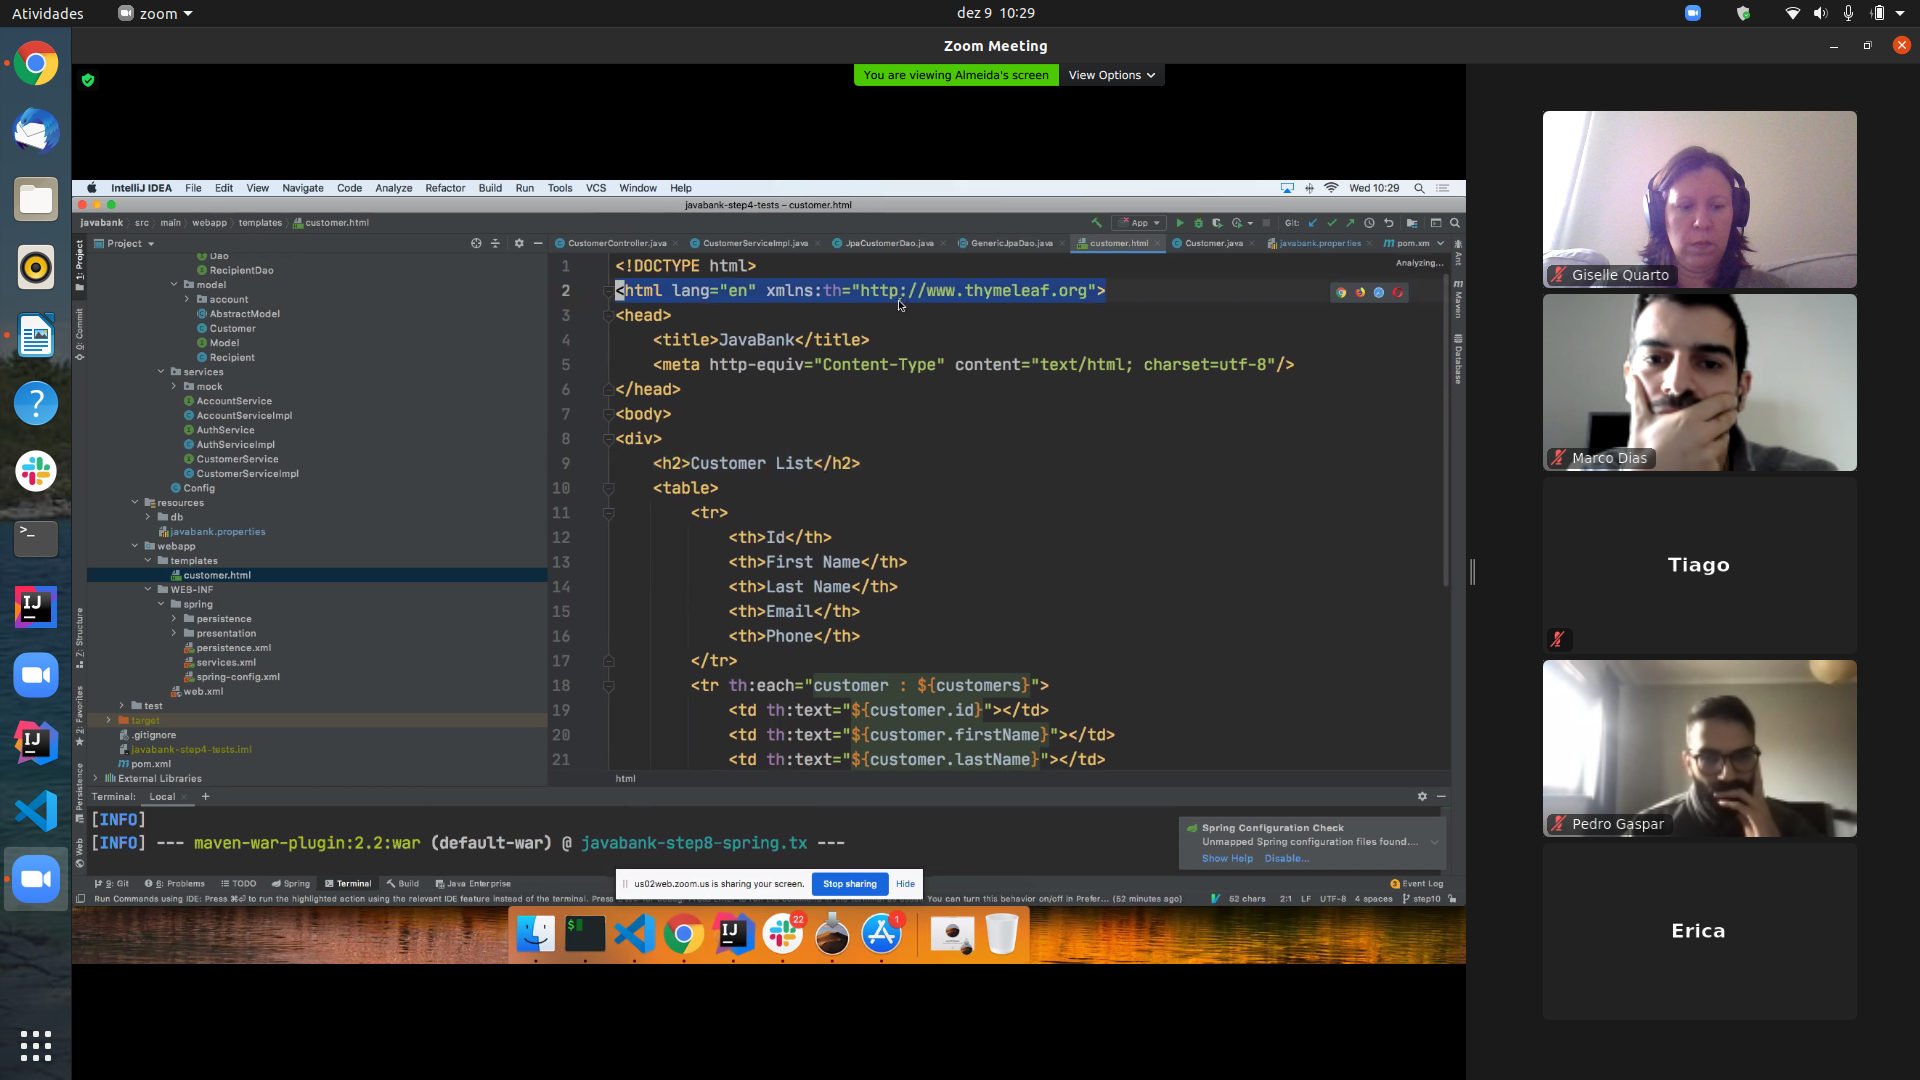 Atividades
zoom
dez 9 10:29
Zoom Meeting
You are viewing Almeida's screen
View Options
IntelliJ IDEA File Edit View Navigate Code Analyze Refactor Build Run Tools VCS Window Help
Wed 10:29
javabank-step4-tests – customer.html
javabank src main webapp templates customer.html
App
Git:
Project
CustomerController.java
CustomerServiceImpl.java
JpaCustomerDao.java
GenericJpaDao.java
customer.html
Customer.java
javabank.properties
pom.xm
Analyzing...
1: Project
0: Commit
7: Structure
2: Favorites
Persistence
Web
Ant
Maven
Database
Dao
RecipientDao
model
account
AbstractModel
Customer
Model
Recipient
services
mock
AccountService
AccountServiceImpl
AuthService
AuthServiceImpl
CustomerService
CustomerServiceImpl
Config
resources
db
javabank.properties
webapp
templates
customer.html
WEB-INF
spring
persistence
presentation
persistence.xml
services.xml
spring-config.xml
web.xml
test
target
.gitignore
javabank-step4-tests.iml
pom.xml
External Libraries
1 <!DOCTYPE html>
2 <html lang="en" xmlns:th="http://www.thymeleaf.org">
3 <head>
4 <title>JavaBank</title>
5 <meta http-equiv="Content-Type" content="text/html; charset=utf-8"/>
6 </head>
7 <body>
8 <div>
9 <h2>Customer List</h2>
10 <table>
11 <tr>
12 <th>Id</th>
13 <th>First Name</th>
14 <th>Last Name</th>
15 <th>Email</th>
16 <th>Phone</th>
17 </tr>
18 <tr th:each="customer : ${customers}">
19 <td th:text="${customer.id}"></td>
20 <td th:text="${customer.firstName}"></td>
21 <td th:text="${customer.lastName}"></td>
html
Terminal: Local +
[INFO]
[INFO] --- maven-war-plugin:2.2:war (default-war) @ javabank-step8-spring.tx ---
Spring Configuration Check
Unmapped Spring configuration files found....
Show Help Disable...
9: Git
6: Problems
TODO
Spring
Terminal
Build
Java Enterprise
3 Event Log
us02web.zoom.us is sharing your screen.
Stop sharing
Hide
Run Commands using IDE: Press ⌘⏎ to run the highlighted action using the relevant IDE feature instead of the terminal. Press
You can turn this behavior on/off in Prefer... (52 minutes ago)
52 chars 2:1 LF UTF-8 4 spaces step10
22
1
Giselle Quarto
Marco Dias
Tiago
Pedro Gaspar
Erica